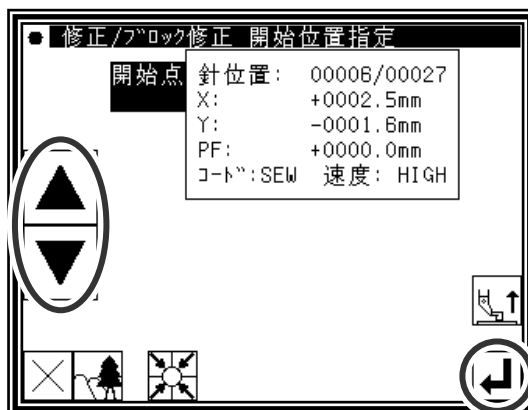 修正/ブロック修正 開始位置指定
開始点
針位置: 00006/00027
X: +0002.5mm
Y: -0001.6mm
PF: +0000.0mm
コード:SEW 速度: HIGH